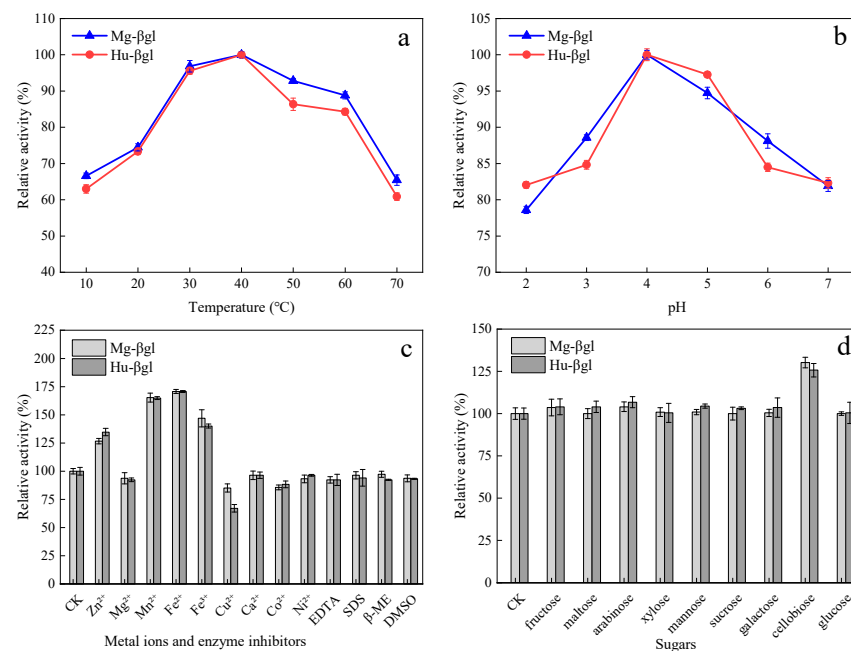 a
Mg-βgl
Hu-βgl
Relative activity (%)
110
100
90
80
70
60
50
40
10 20 30 40 50 60 70
Temperature (℃)
b
Mg-βgl
Hu-βgl
Relative activity (%)
105
100
95
90
85
80
75
70
2 3 4 5 6 7
pH
c
Mg-βgl
Hu-βgl
Relative activity (%)
225
200
175
150
125
100
75
50
25
0
CK Zn²⁺ Mg²⁺ Mn²⁺ Fe²⁺ Fe³⁺ Cu²⁺ Ca²⁺ Co²⁺ Ni²⁺ EDTA SDS β-ME DMSO
Metal ions and enzyme inhibitors
d
Mg-βgl
Hu-βgl
Relative activity (%)
150
125
100
75
50
25
0
CK fructose maltose arabinose xylose mannose sucrose galactose cellobiose glucose
Sugars